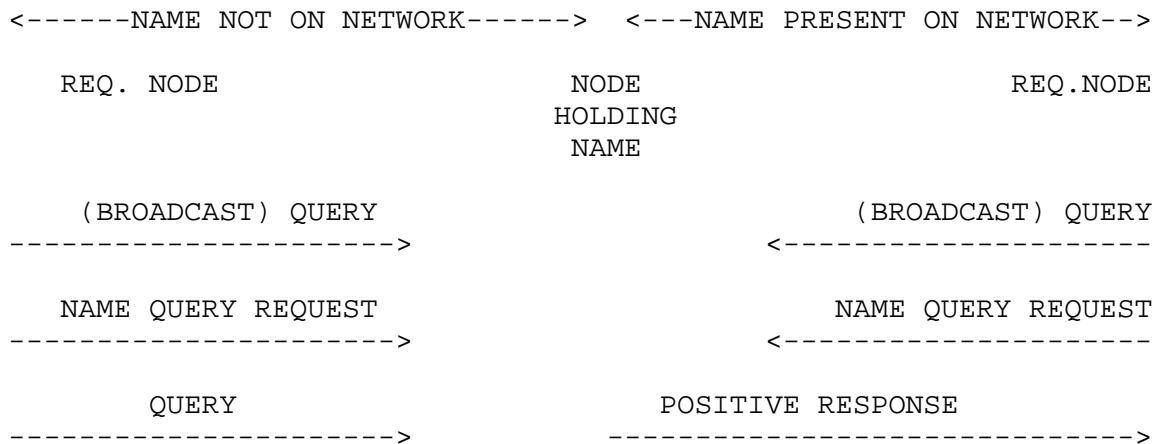 <------NAME NOT ON NETWORK------> <---NAME PRESENT ON NETWORK-->
REQ. NODE NODE REQ.NODE
HOLDING
NAME
(BROADCAST) QUERY (BROADCAST) QUERY
----------------------> <---------------------
NAME QUERY REQUEST NAME QUERY REQUEST
----------------------> <---------------------
QUERY POSITIVE RESPONSE
----------------------> ------------------------------>